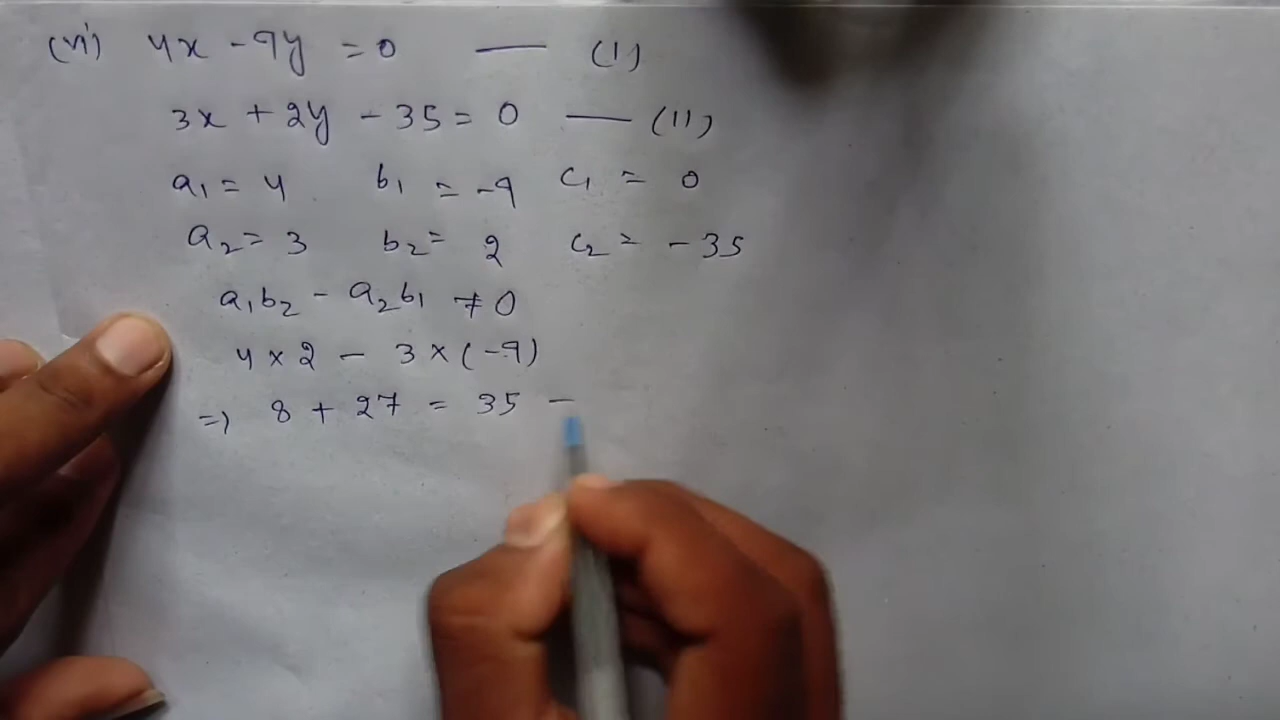 (vi) 4x - 9y = 0 — (I)
3x + 2y - 35 = 0 — (II)
a₁ = 4 b₁ = -9 c₁ = 0
a₂ = 3 b₂ = 2 c₂ = -35
a₁b₂ - a₂b₁ ≠ 0
4 × 2 - 3 × (-9)
=> 8 + 27 = 35 -